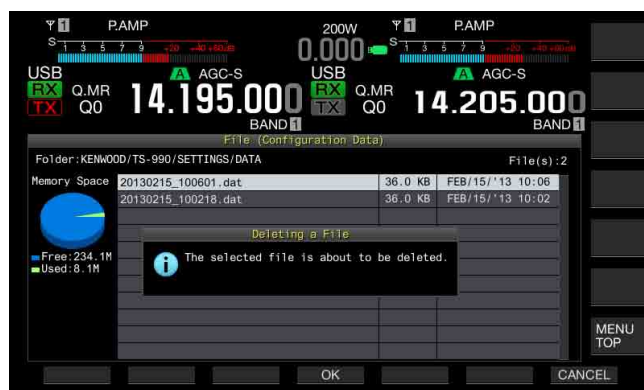 1 P.AMP 200W 1 P.AMP
S 1 3 5 7 9 +20 +40 +60dB 0.000 S 1 3 5 7 9 +20 +40 +60dB
USB A AGC-S USB A AGC-S
RX Q.MR 14.195.000 RX Q.MR 14.205.000
TX Q0 TX Q0
BAND 1 BAND 1
File (Configuration Data)
Folder:KENWOOD/TS-990/SETTINGS/DATA File(s):2
Memory Space 20130215_100601.dat 36.0 KB FEB/15/'13 10:06
20130215_100218.dat 36.0 KB FEB/15/'13 10:02
Deleting a File
The selected file is about to be deleted.
Free:234.1M
Used:8.1M
MENU
TOP
OK CANCEL